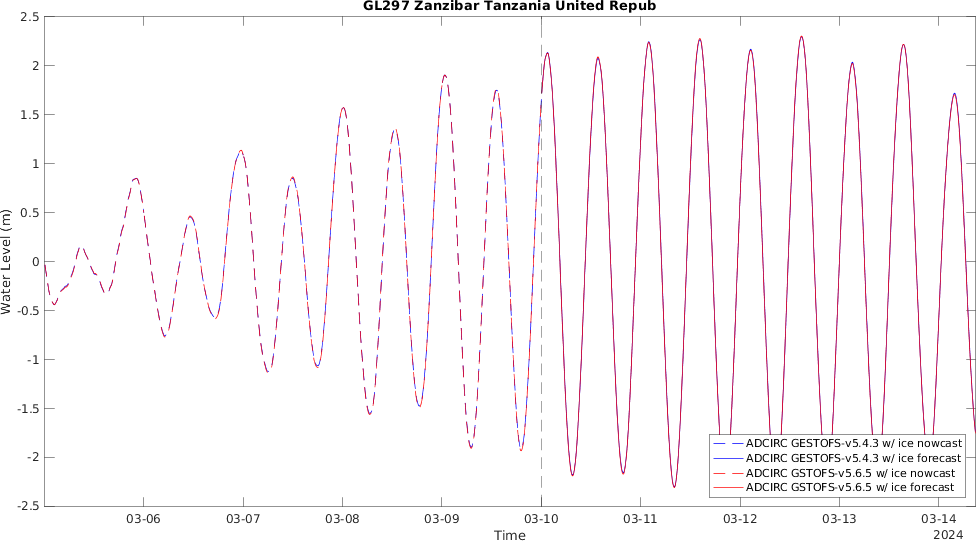 GL297 Zanzibar Tanzania United Repub
2.5
2
1.5
1
0.5
0
-0.5
-1
-1.5
-2
-2.5
Water Level (m)
ADCIRC GESTOFS-v5.4.3 w/ ice nowcast
ADCIRC GESTOFS-v5.4.3 w/ ice forecast
ADCIRC GSTOFS-v5.6.5 w/ ice nowcast
ADCIRC GSTOFS-v5.6.5 w/ ice forecast
03-06 03-07 03-08 03-09 03-10 03-11 03-12 03-13 03-14
Time 2024